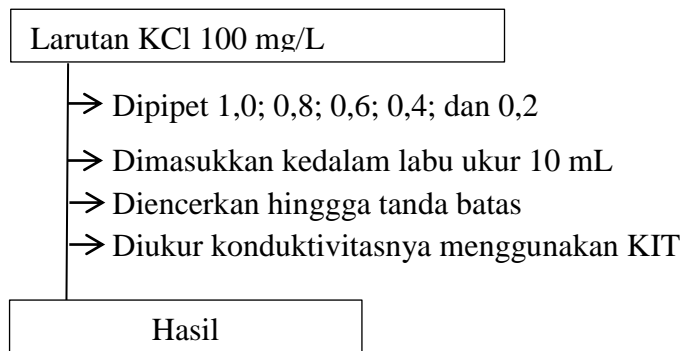 Larutan KCl 100 mg/L
Dipipet 1,0; 0,8; 0,6; 0,4; dan 0,2
Dimasukkan kedalam labu ukur 10 mL
Diencerkan hinggga tanda batas
Diukur konduktivitasnya menggunakan KIT
Hasil